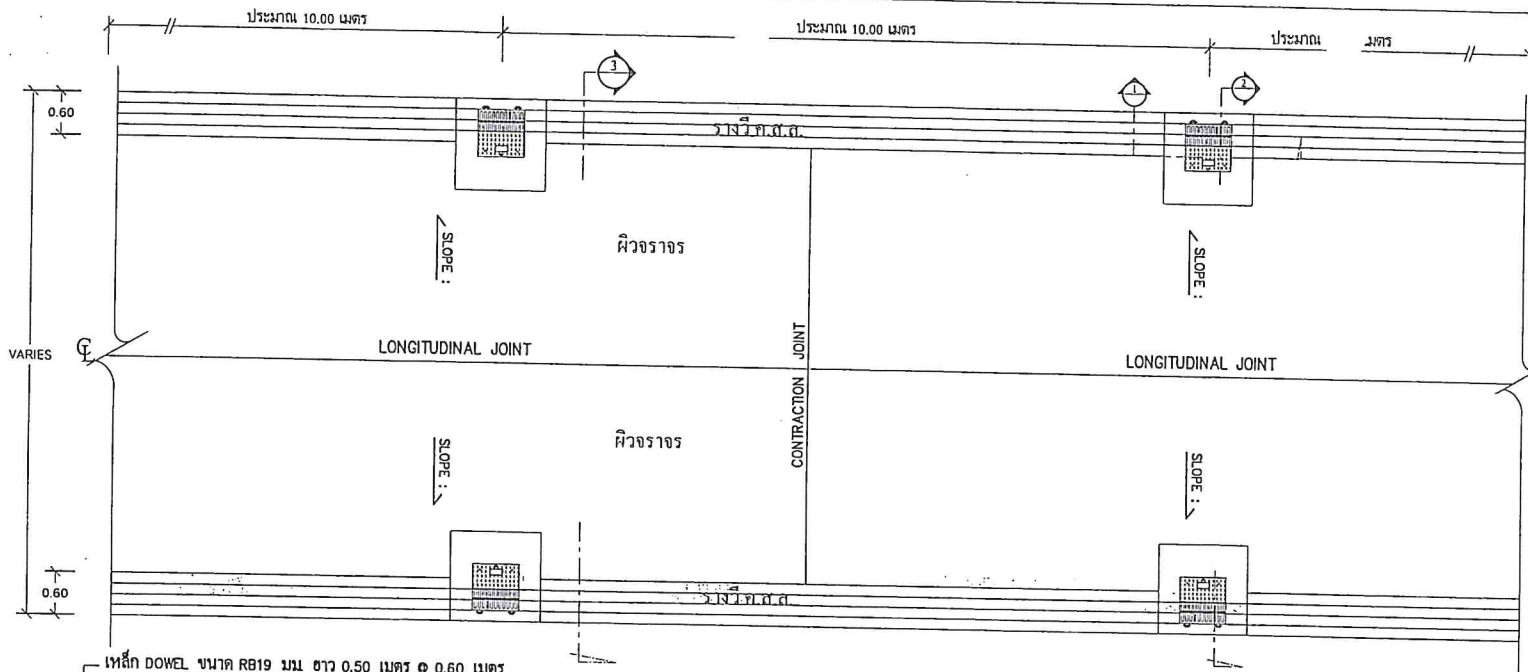 ประมาณ 10.00 เมตร
ประมาณ 10.00 เมตร
ประมาณ เมตร
3
1
2
0.60
รางวี ค.ส.ล.
SLOPE :
ผิวจราจร
SLOPE :
VARIES
LONGITUDINAL JOINT
CONTRACTION JOINT
LONGITUDINAL JOINT
SLOPE :
ผิวจราจร
SLOPE :
0.60
รางวี ค.ส.ล.
เหล็ก DOWEL ขนาด RB19 มม. ยาว 0.50 เมตร @ 0.60 เมตร